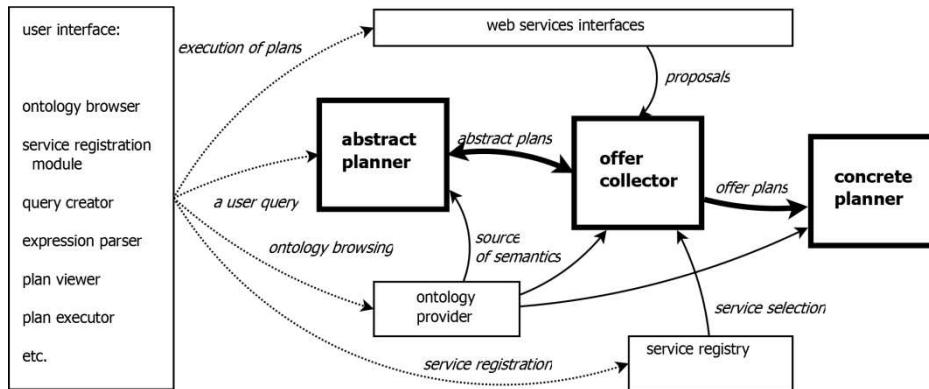 user interface:
ontology browser
service registration
module
query creator
expression parser
plan viewer
plan executor
etc.
execution of plans
web services interfaces
proposals
abstract
planner
abstract plans
offer
collector
offer plans
concrete
planner
a user query
ontology browsing
source
of semantics
ontology
provider
service selection
service registration
service registry